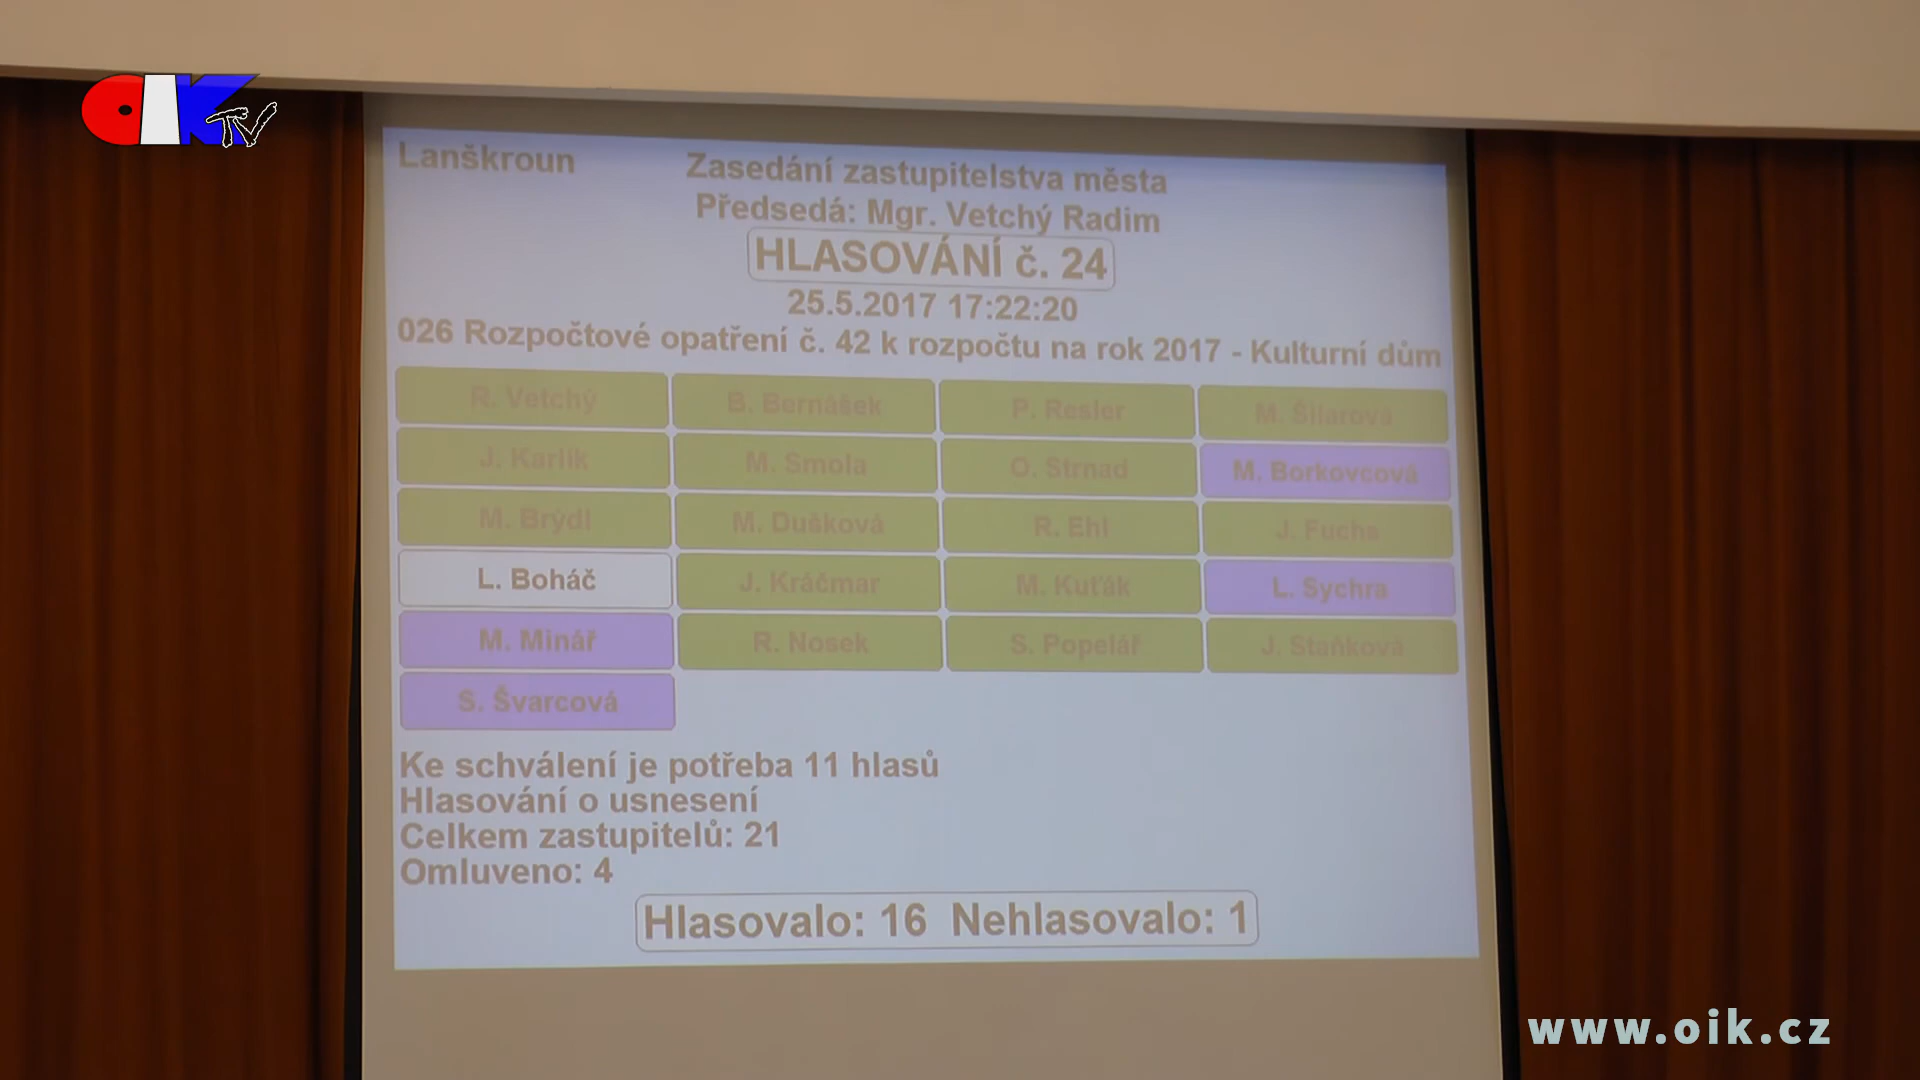 OIK TV
Lanškroun
Zasedání zastupitelstva města
Předsedá: Mgr. Vetchý Radim
HLASOVÁNÍ č. 24
25.5.2017 17:22:20
026 Rozpočtové opatření č. 42 k rozpočtu na rok 2017 - Kulturní dům
R. Vetchý B. Bernášek P. Resler M. Šilarová
J. Karlík M. Smola O. Strnad M. Borkovcová
M. Brýdl M. Dušková R. Ehl J. Fuchs
L. Boháč J. Kráčmar M. Kuťák L. Sychra
M. Minář R. Nosek S. Popelář J. Staňková
S. Švarcová
Ke schválení je potřeba 11 hlasů
Hlasování o usnesení
Celkem zastupitelů: 21
Omluveno: 4
Hlasovalo: 16 Nehlasovalo: 1
www.oik.cz